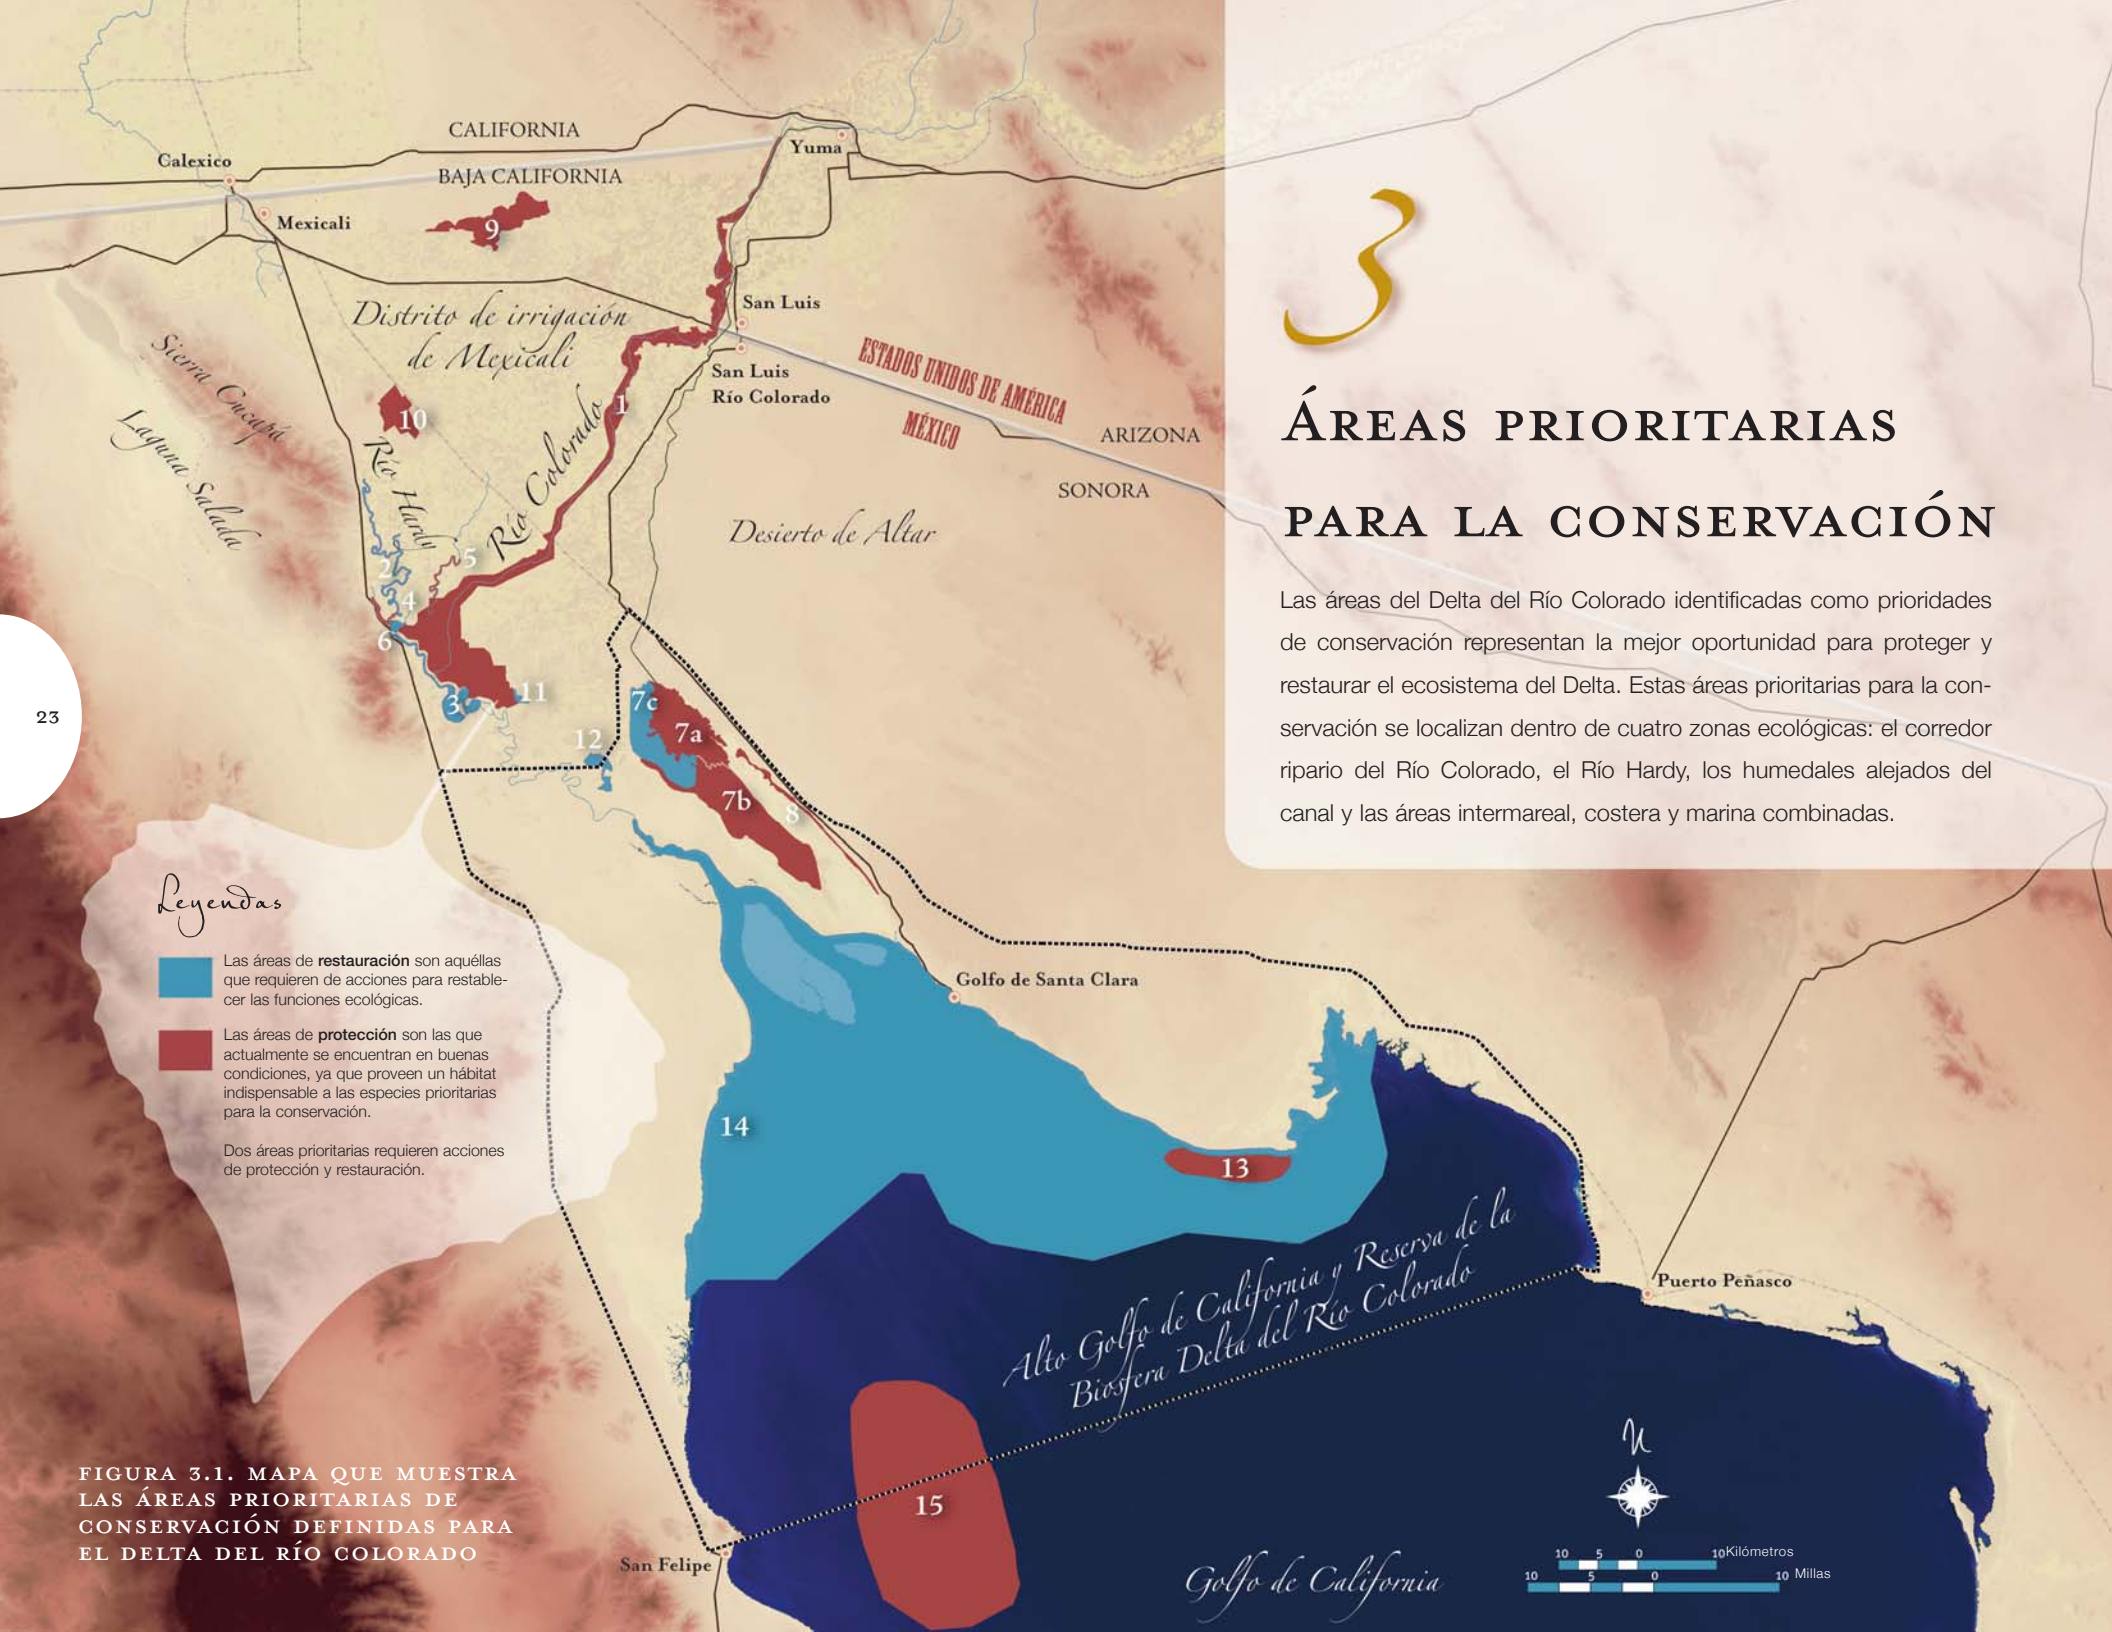 CALIFORNIA
BAJA CALIFORNIA
Calexico
Mexicali
Yuma
9
Distrito de irrigación
de Mexicali
San Luis
San Luis
Río Colorado
ESTADOS UNIDOS DE AMÉRICA
MÉXICO
ARIZONA
SONORA
Sierra Cucapá
Laguna Salada
10
1
Río Hardy
Río Colorado
Desierto de Altar
5
2
4
6
3
11
12
7c
7a
7b
8
3
ÁREAS PRIORITARIAS
PARA LA CONSERVACIÓN
Las áreas del Delta del Río Colorado identificadas como prioridades
de conservación representan la mejor oportunidad para proteger y
restaurar el ecosistema del Delta. Estas áreas prioritarias para la con-
servación se localizan dentro de cuatro zonas ecológicas: el corredor
ripario del Río Colorado, el Río Hardy, los humedales alejados del
canal y las áreas intermareal, costera y marina combinadas.
23
Leyendas
Las áreas de restauración son aquéllas
que requieren de acciones para restable-
cer las funciones ecológicas.
Las áreas de protección son las que
actualmente se encuentran en buenas
condiciones, ya que proveen un hábitat
indispensable a las especies prioritarias
para la conservación.
Dos áreas prioritarias requieren acciones
de protección y restauración.
Golfo de Santa Clara
14
13
Alto Golfo de California y Reserva de la
Biosfera Delta del Río Colorado
Puerto Peñasco
15
San Felipe
Golfo de California
N
10 5 0 10 Kilómetros
10 5 0 10 Millas
FIGURA 3.1. MAPA QUE MUESTRA
LAS ÁREAS PRIORITARIAS DE
CONSERVACIÓN DEFINIDAS PARA
EL DELTA DEL RÍO COLORADO